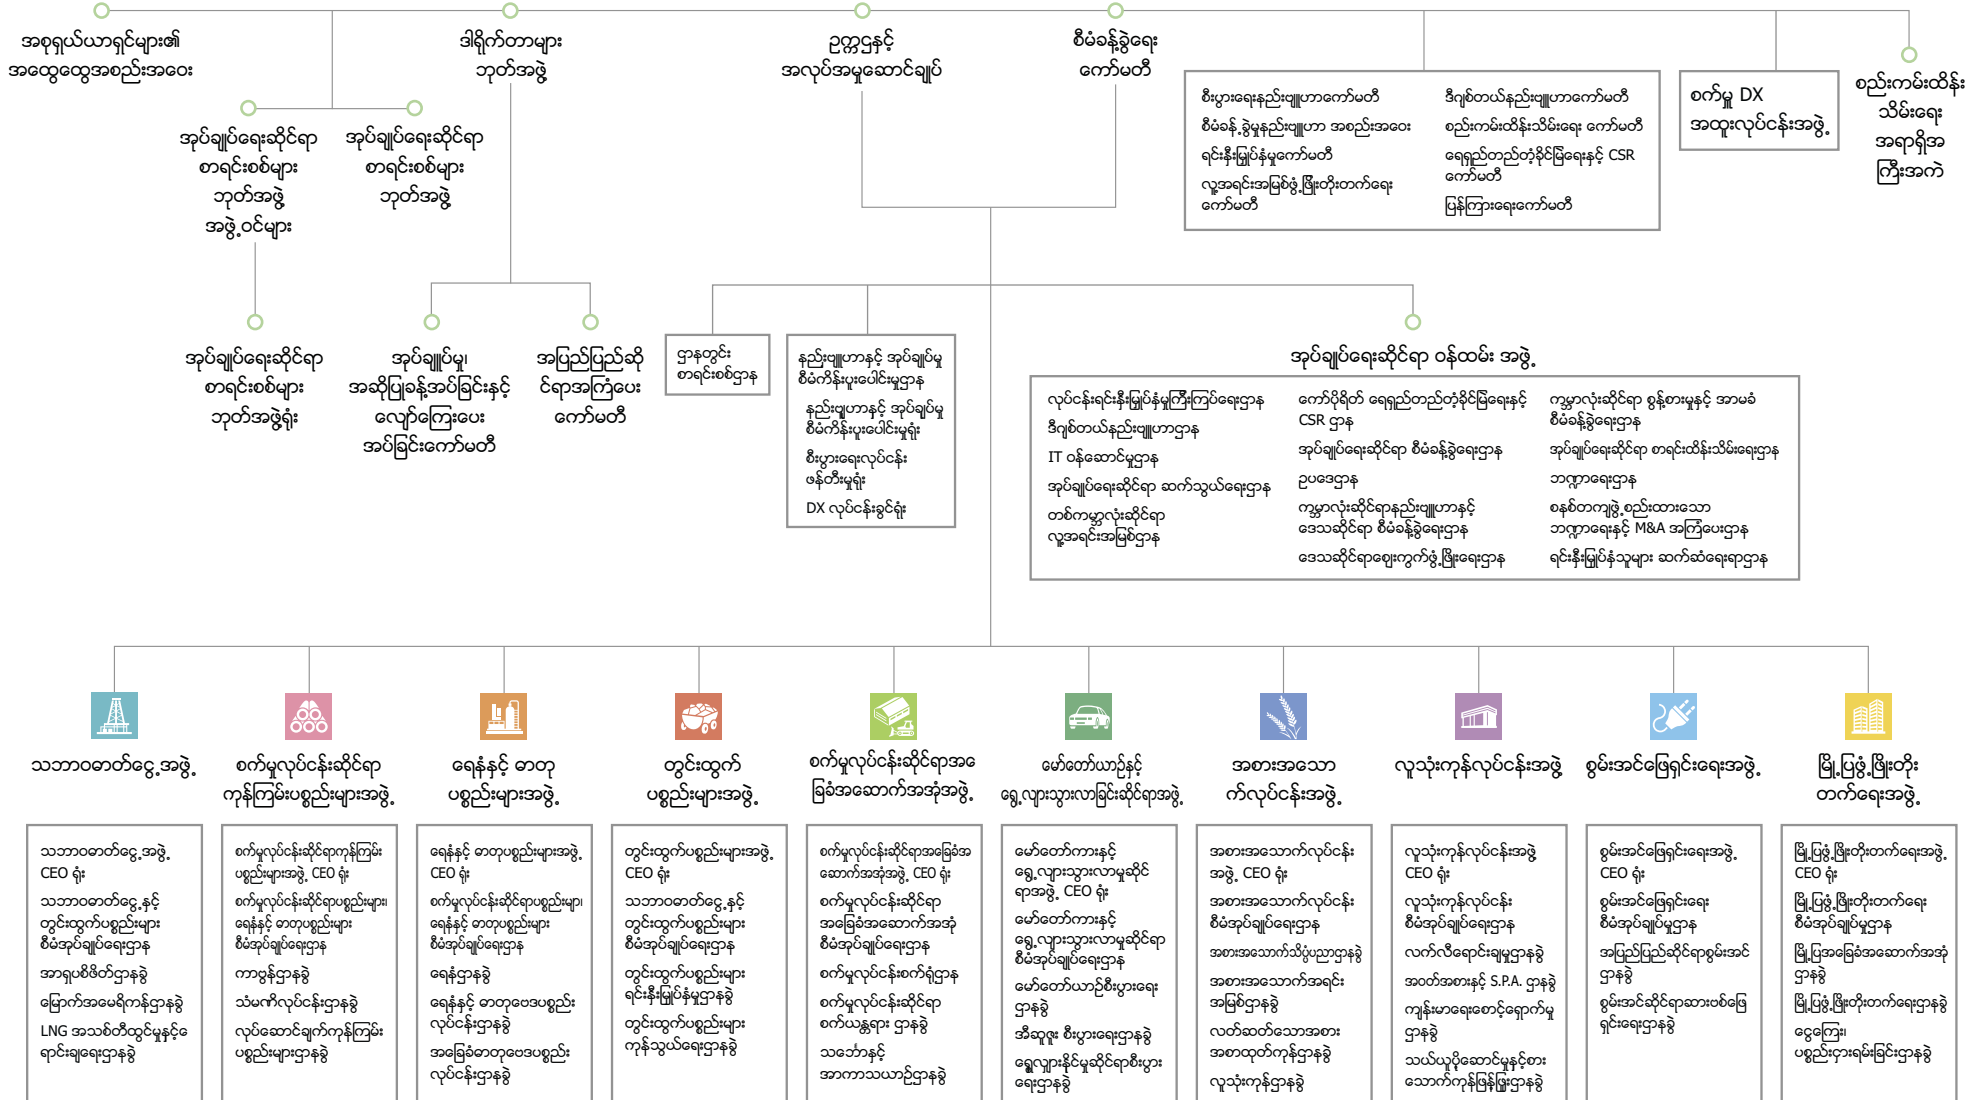 အစုရှယ်ယာရှင်များ၏
အထွေထွေအစည်းအဝေး
ဒါရိုက်တာများ
ဘုတ်အဖွဲ့
ဥက္ကဌနှင့်
အလုပ်အမှုဆောင်ချုပ်
စီမံခန့်ခွဲရေး
ကော်မတီ
အုပ်ချုပ်ရေးဆိုင်ရာ
စာရင်းစစ်များ
ဘုတ်အဖွဲ့
အဖွဲ့ဝင်များ
အုပ်ချုပ်ရေးဆိုင်ရာ
စာရင်းစစ်များ
ဘုတ်အဖွဲ့
စီးပွားရေးနည်းဗျူဟာကော်မတီ
စီမံခန့်ခွဲမှုနည်းဗျူဟာ အစည်းအဝေး
ရင်းနှီးမြှုပ်နှံမှုကော်မတီ
လူ့အရင်းအမြစ်ဖွံ့ဖြိုးတိုးတက်ရေး
ကော်မတီ
ဒီဂျစ်တယ်နည်းဗျူဟာကော်မတီ
စည်းကမ်းထိန်းသိမ်းရေး ကော်မတီ
ရေရှည်တည်တံ့ခိုင်မြဲရေးနှင့် CSR
ကော်မတီ
ပြန်ကြားရေးကော်မတီ
စက်မှု DX
အထူးလုပ်ငန်းအဖွဲ့
စည်းကမ်းထိန်း
သိမ်းရေး
အရာရှိအ
ကြီးအကဲ
အုပ်ချုပ်ရေးဆိုင်ရာ
စာရင်းစစ်များ
ဘုတ်အဖွဲ့ရုံး
အုပ်ချျုပ်မှု၊
အဆိုပြုခန့်အပ်ခြင်းနှင့်
လျော်ကြေးပေး
အပ်ခြင်းကော်မတီ
အပြည်ပြည်ဆို
င်ရာအကြံပေး
ကော်မတီ
ဌာနတွင်း
စာရင်းစစ်ဌာန
နည်းဗျူဟာနှင့် အုပ်ချုပ်မှု
စီမံကိန်းပူးပေါင်းမှုဌာန
နည်းဗျူဟာနှင့် အုပ်ချုပ်မှု
စီမံကိန်းပူးပေါင်းမှုရုံး
စီးပွားရေးလုပ်ငန်း
ဖန်တီးမှုရုံး
DX လုပ်ငန်းခွင်ရုံး
အုပ်ချုပ်ရေးဆိုင်ရာ ဝန်ထမ်း အဖွဲ့
လုပ်ငန်းရင်းနှီးမြှုပ်နှံမှုကြီးကြပ်ရေးဌာန
ဒီဂျစ်တယ်နည်းဗျူဟာဌာန
IT ဝန်ဆောင်မှုဌာန
အုပ်ချုပ်ရေးဆိုင်ရာ ဆက်သွယ်ရေးဌာန
တစ်ကမ္ဘာလုံးဆိုင်ရာ
လူ့အရင်းအမြစ်ဌာန
ကော်ပိုရိတ် ရေရှည်တည်တံ့ခိုင်မြဲရေးနှင့်
CSR ဌာန
အုပ်ချုပ်ရေးဆိုင်ရာ စီမံခန့်ခွဲရေးဌာန
ဥပဒေဌာန
ကမ္ဘာလုံးဆိုင်ရာနည်းဗျူဟာနှင့်
ဒေသဆိုင်ရာ စီမံခန့်ခွဲရေးဌာန
ဒေသဆိုင်ရာဈေးကွက်ဖွံ့ဖြိုးရေးဌာန
ကမ္ဘာလုံးဆိုင်ရာ စွန့်စားမှုနှင့် အာမခံ
စီမံခန့်ခွဲရေးဌာန
အုပ်ချုပ်ရေးဆိုင်ရာ စာရင်းထိန်းသိမ်းရေးဌာန
ဘဏ္ဍာရေးဌာန
စနစ်တကျဖွဲ့စည်းထားသော
ဘဏ္ဍာရေးနှင့် M&A အကြံပေးဌာန
ရင်းနှီးမြှုပ်နှံသူများ ဆက်ဆံရေးရာဌာန
သဘာဝဓာတ်ငွေ့အဖွဲ့
စက်မှုလုပ်ငန်းဆိုင်ရာ
ကုန်ကြမ်းပစ္စည်းများအဖွဲ့
ရေနံနှင့် ဓာတု
ပစ္စည်းများအဖွဲ့
တွင်းထွက်
ပစ္စည်းများအဖွဲ့
စက်မှုလုပ်ငန်းဆိုင်ရာအခြေ
ခြံခံအဆောက်အအုံအဖွဲ့
မော်တော်ယာဉ်နှင့်
ရွေ့လျားသွားလာခြင်းဆိုင်ရာအဖွဲ့
အစားအသော
က်လုပ်ငန်းအဖွဲ့
လူသုံးကုန်လုပ်ငန်းအဖွဲ့
စွမ်းအင်ဖြေရှင်းရေးအဖွဲ့
မြို့ပြဖွံ့ဖြိုးတိုး
တက်ရေးအဖွဲ့
သဘာဝဓာတ်ငွေ့အဖွဲ့
CEO ရုံး
သဘာဝဓာတ်ငွေ့နှင့်
တွင်းထွက်ပစ္စည်းများ
စီမံအုပ်ချုပ်ရေးဌာန
အာရှပစိဖိတ်ဌာနခွဲ
မြောက်အမေရိကန်ဌာနခွဲ
LNG အသစ်တီထွင်မှုနှင့်ေ
ရာင်းချရေးဌာနခွဲ
စက်မှုလုပ်ငန်းဆိုင်ရာကုန်ကြမ်း
ပစ္စည်းများအဖွဲ့ CEO ရုံး
စက်မှုလုပ်ငန်းဆိုင်ရာပစ္စည်းများ၊
ရေနံနှင့် ဓာတုပစ္စည်းများ
စီမံအုပ်ချုပ်ရေးဌာန
ကာဗွန်ဌာနခွဲ
သံမဏိလုပ်ငန်းဌာနခွဲ
လုပ်ဆောင်ချက်ကုန်ကြမ်း
ပစ္စည်းများဌာနခွဲ
ရေနံနှင့် ဓာတုပစ္စည်းများအဖွဲ့
CEO ရုံး
စက်မှုလုပ်ငန်းဆိုင်ရာပစ္စည်းမျာ၊
ရေနံနှင့် ဓာတုပစ္စည်းများ
စီမံအုပ်ချုပ်ရေးဌာန
ရေနံဌာနခွဲ
ရေနံနှင့် ဓာတုဗေဒပစ္စည်း
လုပ်ငန်းဌာနခွဲ
အခြေခံဓာတုဗေဒပစ္စည်း
လုပ်ငန်းဌာနခွဲ
တွင်းထွက်ပစ္စည်းများအဖွဲ့
CEO ရုံး
သဘာဝဓာတ်ငွေ့နှင့်
တွင်းထွက်ပစ္စည်းများ
စီမံအုပ်ချုပ်ရေးဌာန
တွင်းထွက်ပစ္စည်းများ
ရင်းနှီးမြှုပ်နှံမှုဌာနခွဲ
တွင်းထွက်ပစ္စည်းများ
ကုန်သွယ်ရေးဌာနခွဲ
စက်မှုလုပ်ငန်းဆိုင်ရာအခြေခံအ
ဆောက်အအုံအဖွဲ့ CEO ရုံး
စက်မှုလုပ်ငန်းဆိုင်ရာ
အခြေခံအဆောက်အအုံ
စီမံအုပ်ချုပ်ရေးဌာန
စက်မှုလုပ်ငန်းစက်ရုံဌာန
စက်မှုလုပ်ငန်းဆိုင်ရာ
စက်ယန္တရား ဌာနခွဲ
သင်္ဘောနှင့်
အာကာသယာဉ်ဌာနခွဲ
မော်တော်ကားနှင့်
ရွေ့လျားသွားလာမှုဆိုင်
ရာအဖွဲ့ CEO ရုံး
မော်တော်ကားနှင့်
ရွေ့လျားသွားလာမှုဆိုင်ရာ
စီမံအုပ်ချုပ်ရေးဌာန
မော်တော်ယာဉ်စီးပွားရေး
ဌာနခွဲ
အီဆူဇူး စီးပွားရေးဌာနခွဲ
ရွှေ့လျားနိုင်မှုဆိုင်ရာစီးပွား
ရေးဌာနခွဲ
အစားအသောက်လုပ်ငန်း
အဖွဲ့ CEO ရုံး
အစားအသောက်လုပ်ငန်း
စီမံအုပ်ချုပ်ရေးဌာန
အစားအသောက်သိပ္ပံပညာဌာနခွဲ
အစားအသောက်အရင်း
အမြစ်ဌာနခွဲ
လတ်ဆတ်သောအစား
အစာထုတ်ကုန်ဌာနခွဲ
လူသုံးကုန်ဌာနခွဲ
လူသုံးကုန်လုပ်ငန်းအဖွဲ့
CEO ရုံး
လူသုံးကုန်လုပ်ငန်း
စီမံအုပ်ချုပ်ရေးဌာန
လက်လီရောင်းချမှုဌာနခွဲ
အဝတ်အစားနှင့် S.P.A. ဌာနခွဲ
ကျန်းမာရေးစောင့်ရှောက်မှု
ဌာနခွဲ
သယ်ယူပို့ဆောင်မှုနှင့်စား
သောက်ကုန်ဖြန့်ဖြူးဌာနခွဲ
စွမ်းအင်ဖြေရှင်းရေးအဖွဲ့
CEO ရုံး
စွမ်းအင်ဖြေရှင်းရေး
စီမံအုပ်ချုပ်မှုဌာန
အပြည်ပြည်ဆိုင်ရာစွမ်းအင်
ဌာနခွဲ
စွမ်းအင်ဆိုင်ရာဆားဗစ်ဖြေ
ရှင်းရေးဌာနခွဲ
မြို့ပြဖွံ့ဖြိုးတိုးတက်ရေးအဖွဲ့
CEO ရုံး
မြို့ပြဖွံ့ဖြိုးတိုးတက်ရေး
စီမံအုပ်ချုပ်မှုဌာန
မြို့ပြအခြေခံအဆောက်အအုံ
ဌာနခွဲ
မြို့ပြဖွံ့ဖြိုးတိုးတက်ရေးဌာနခွဲ
ငွေကြေး၊
ပစ္စည်းငှားရမ်းခြင်းဌာနခွဲ